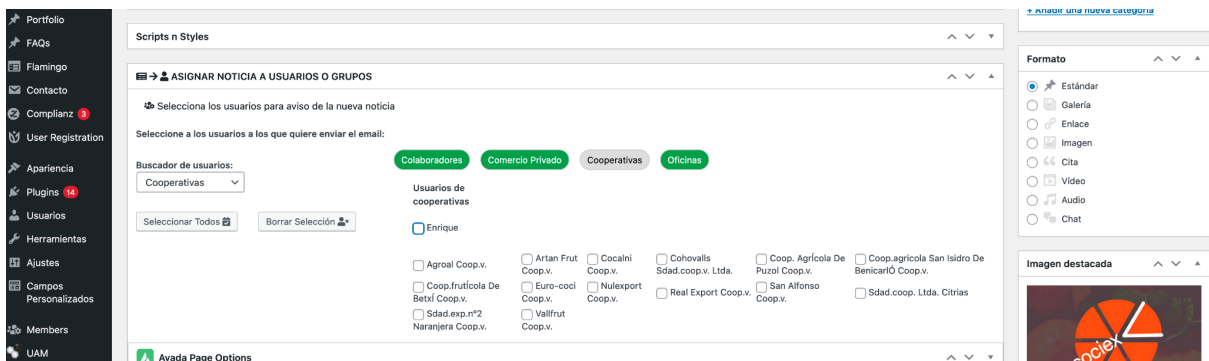 Portfolio
FAQs
Flamingo
Contacto
Complianz 3
User Registration
Apariencia
Plugins 14
Usuarios
Herramientas
Ajustes
Campos
Personalizados
Members
UAM
Scripts n Styles
ASIGNAR NOTICIA A USUARIOS O GRUPOS
Selecciona los usuarios para aviso de la nueva noticia
Seleccione a los usuarios a los que quiere enviar el email:
Buscador de usuarios:
Cooperativas
Seleccionar Todos
Borrar Selección
Colaboradores
Comercio Privado
Cooperativas
Oficinas
Usuarios de
cooperativas
Enrique
Agroal Coop.v.
Artan Frut
Coop.v.
Cocalni
Coop.v.
Cohovalls
Sdad.coop.v. Ltda.
Coop. AgrÍcola De
Puzol Coop.v.
Coop.agricola San Isidro De
BenicarlÓ Coop.v.
Coop.frutÍcola De
BetxÍ Coop.v.
Euro-coci
Coop.v.
Nulexport
Coop.v.
Real Export Coop.v.
San Alfonso
Coop.v.
Sdad.coop. Ltda. Citrias
Sdad.exp.nº2
Naranjera Coop.v.
Vallfrut
Coop.v.
Avada Page Options
+ Añadir una nueva categoría
Formato
Estándar
Galería
Enlace
Imagen
Cita
Vídeo
Audio
Chat
Imagen destacada
sociex